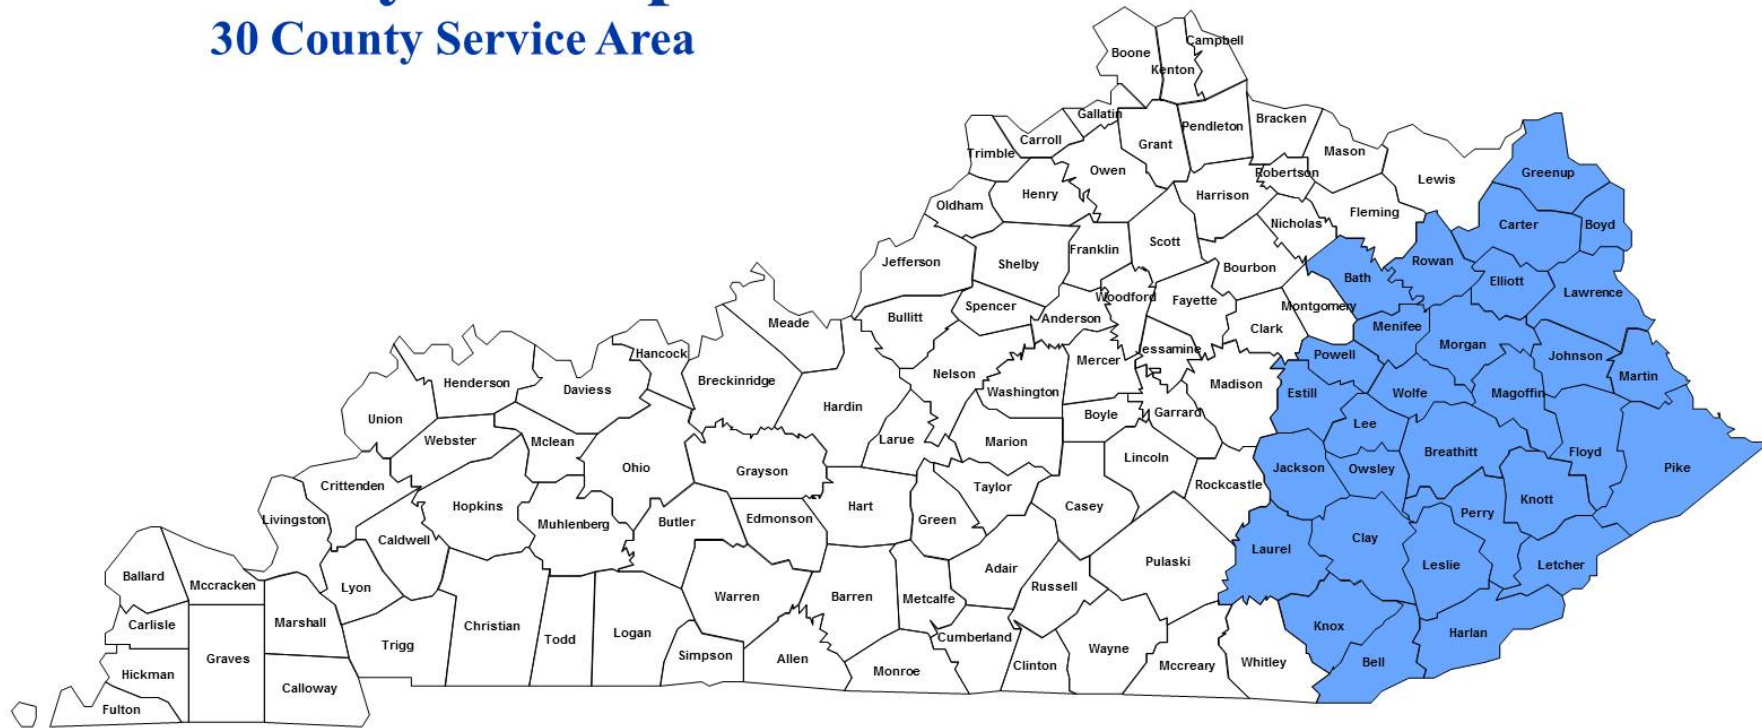 30 County Service Area
Boone
Kenton
Campbell
Gallatin
Carroll
Trimble
Grant
Pendleton
Bracken
Mason
Lewis
Greenup
Owen
Henry
Oldham
Robertson
Harrison
Fleming
Nicholas
Carter
Boyd
Jefferson
Shelby
Franklin
Scott
Bourbon
Bath
Rowan
Elliott
Lawrence
Meade
Bullitt
Spencer
Anderson
Woodford
Fayette
Clark
Montgomery
Menifee
Morgan
Johnson
Martin
Hancock
Henderson
Daviess
Breckinridge
Nelson
Washington
Mercer
essamine
Madison
Powell
Estill
Wolfe
Magoffin
Union
Webster
Mclean
Hardin
Larue
Marion
Boyle
Garrard
Lee
Breathitt
Floyd
Pike
Ohio
Grayson
Lincoln
Jackson
Owsley
Crittenden
Hopkins
Hart
Taylor
Rockcastle
Knott
Livingston
Muhlenberg
Butler
Edmonson
Green
Casey
Perry
Caldwell
Laurel
Clay
Leslie
Letcher
Ballard
Mccracken
Lyon
Warren
Barren
Metcalfe
Adair
Russell
Pulaski
Carlisle
Marshall
Trigg
Christian
Todd
Logan
Simpson
Allen
Monroe
Cumberland
Clinton
Wayne
Mccreary
Whitley
Knox
Bell
Harlan
Hickman
Graves
Calloway
Fulton